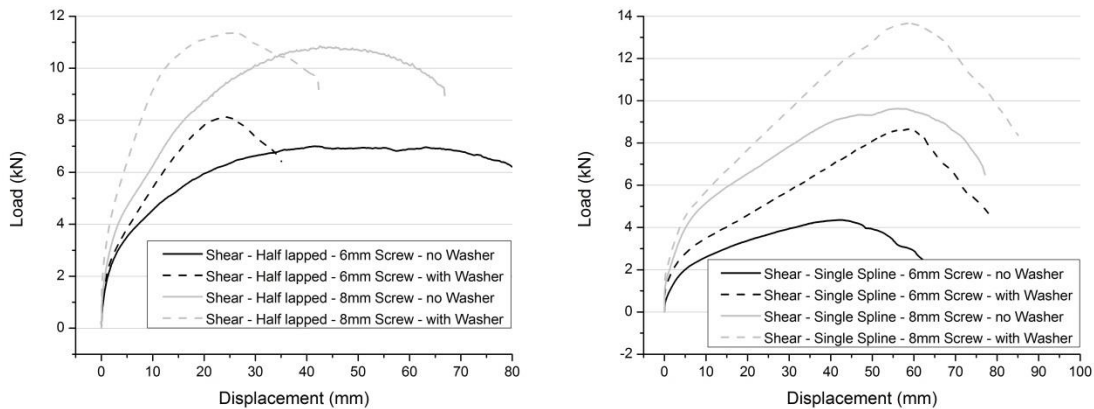 12
10
8
6
4
2
0
Load (kN)
0 10 20 30 40 50 60 70 80
Displacement (mm)
Shear - Half lapped - 6mm Screw - no Washer
Shear - Half lapped - 6mm Screw - with Washer
Shear - Half lapped - 8mm Screw - no Washer
Shear - Half lapped - 8mm Screw - with Washer
14
12
10
8
6
4
2
0
-2
Load (kN)
0 10 20 30 40 50 60 70 80 90 100
Displacement (mm)
Shear - Single Spline - 6mm Screw - no Washer
Shear - Single Spline - 6mm Screw - with Washer
Shear - Single Spline - 8mm Screw - no Washer
Shear - Single Spline - 8mm Screw - with Washer